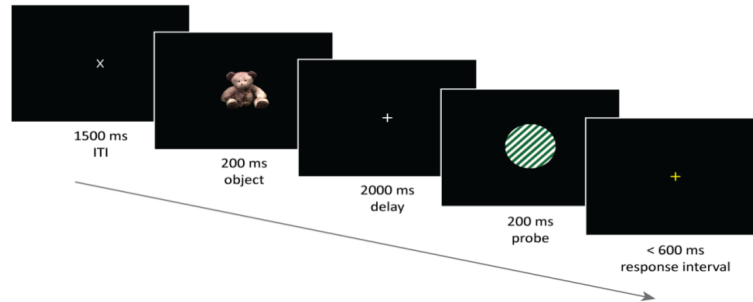 x
1500 ms
ITI
200 ms
object
+
2000 ms
delay
200 ms
probe
+
< 600 ms
response interval